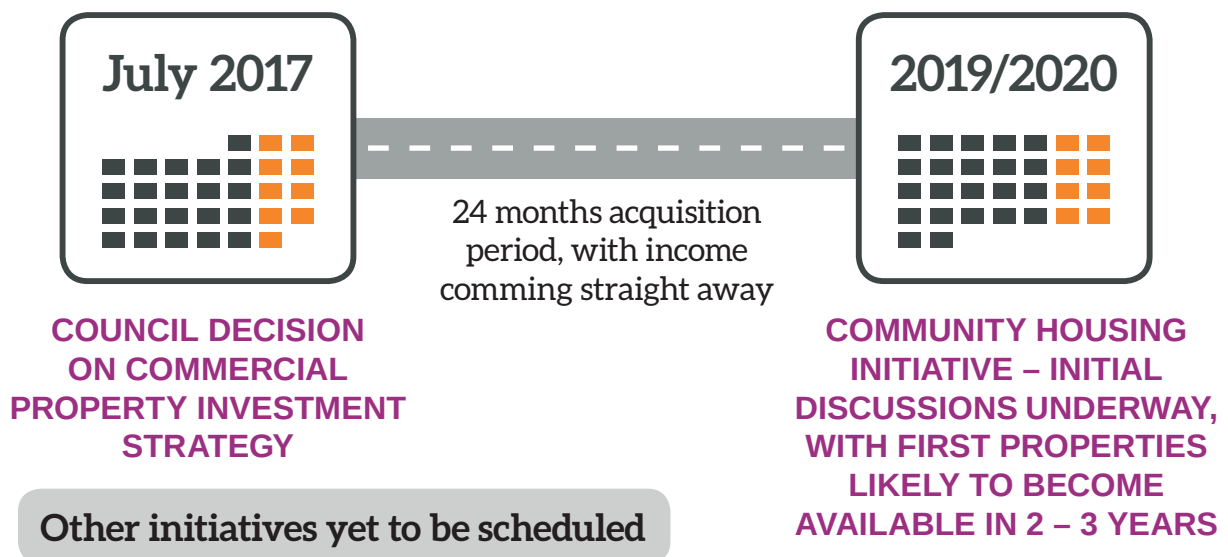 July 2017
2019/2020
24 months acquisition
period, with income
comming straight away
COUNCIL DECISION
ON COMMERCIAL
PROPERTY INVESTMENT
STRATEGY
COMMUNITY HOUSING
INITIATIVE – INITIAL
DISCUSSIONS UNDERWAY,
WITH FIRST PROPERTIES
LIKELY TO BECOME
AVAILABLE IN 2 – 3 YEARS
Other initiatives yet to be scheduled